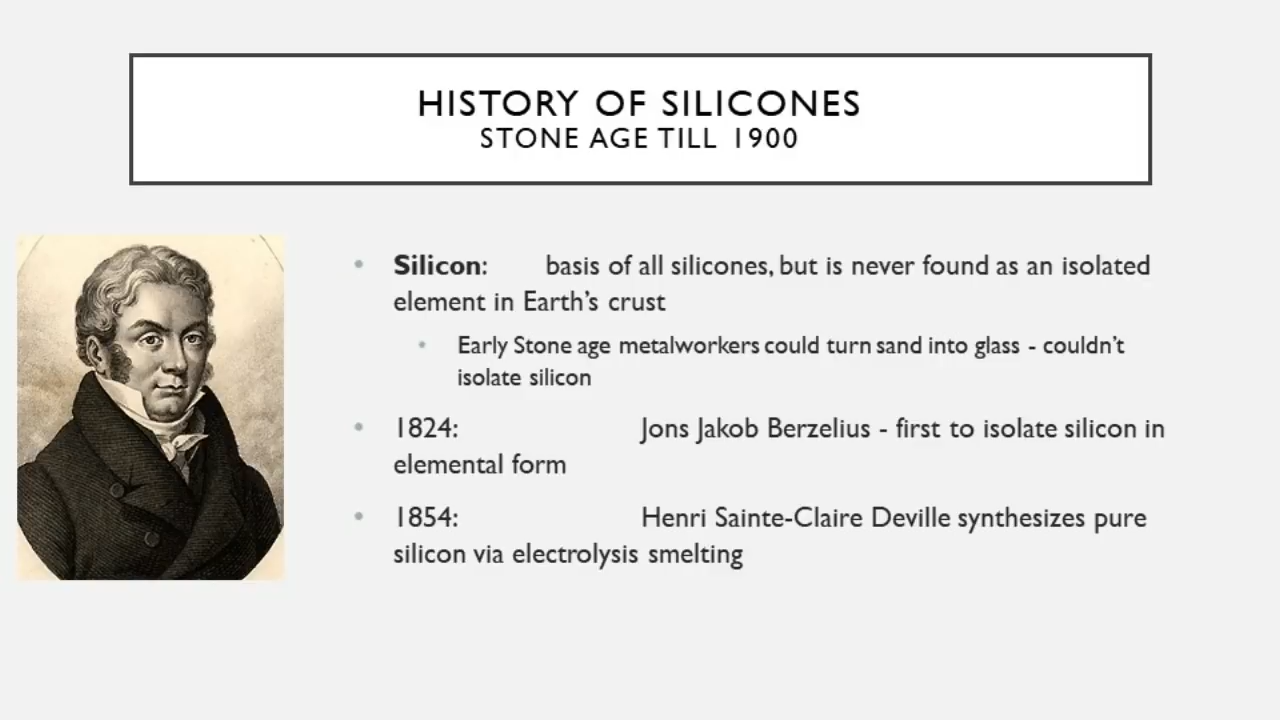 HISTORY OF SILICONES
STONE AGE TILL 1900
• Silicon: basis of all silicones, but is never found as an isolated
element in Earth's crust
• Early Stone age metalworkers could turn sand into glass - couldn't
isolate silicon
• 1824: Jons Jakob Berzelius - first to isolate silicon in
elemental form
• 1854: Henri Sainte-Claire Deville synthesizes pure
silicon via electrolysis smelting